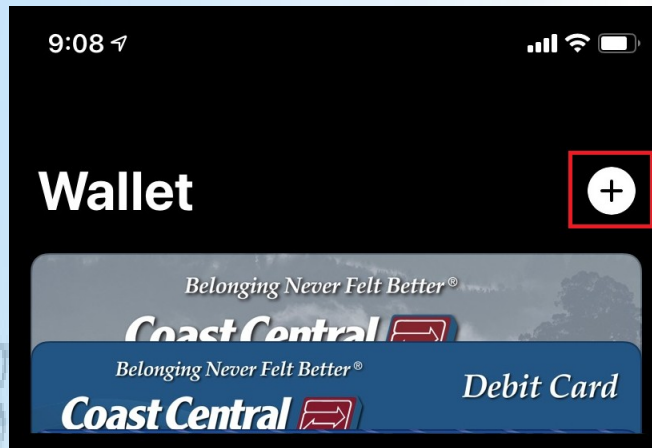 9:08
Wallet
Belonging Never Felt Better®
Coast Central
Belonging Never Felt Better®
Debit Card
Coast Central